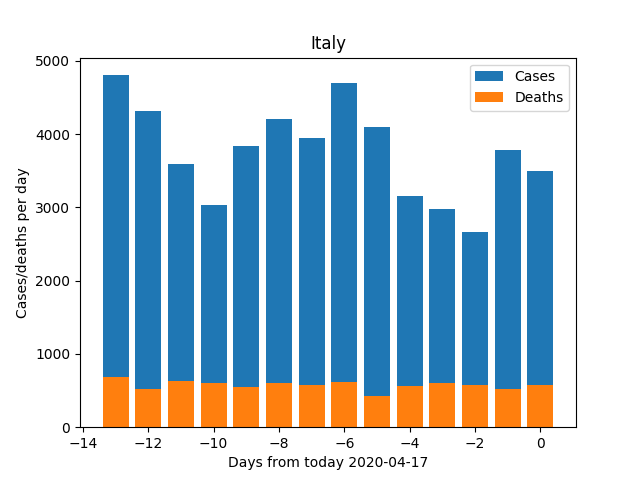 Italy
Cases
Deaths
Cases/deaths per day
5000
4000
3000
2000
1000
0
−14 −12 −10 −8 −6 −4 −2 0
Days from today 2020-04-17